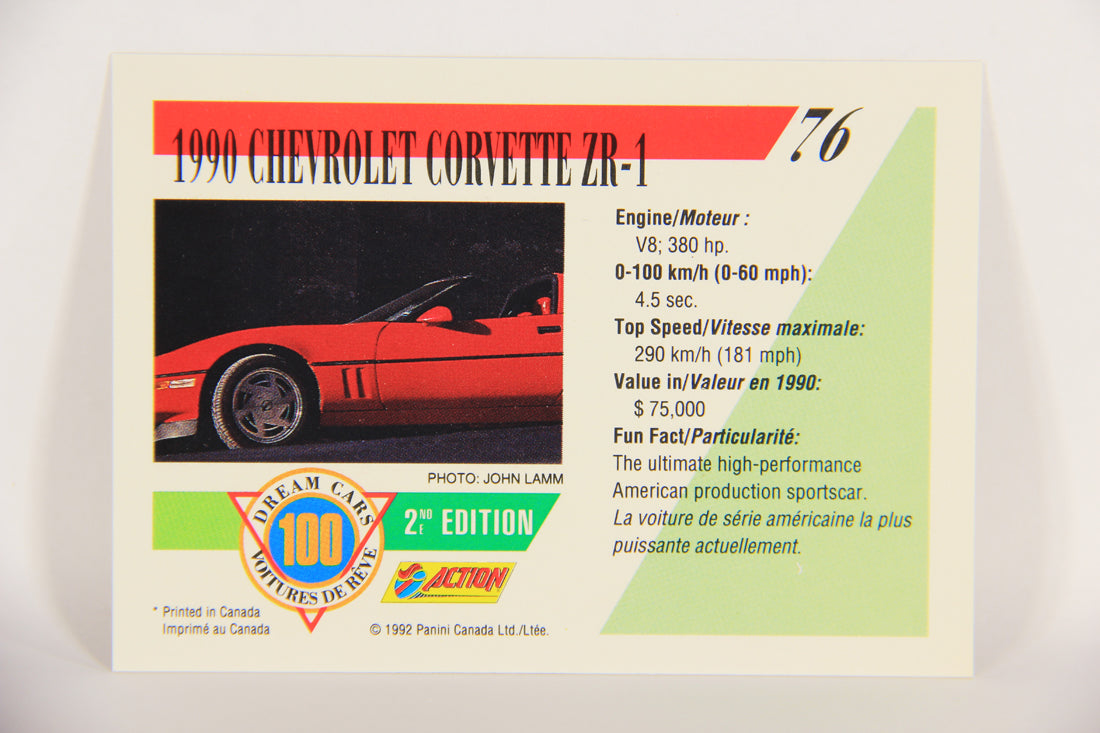 1990 CHEVROLET CORVETTE ZR-1
76
Engine/Moteur :
V8; 380 hp.
0-100 km/h (0-60 mph):
4.5 sec.
Top Speed/Vitesse maximale:
290 km/h (181 mph)
Value in/Valeur en 1990:
$ 75,000
Fun Fact/Particularité:
The ultimate high-performance
American production sportscar.
La voiture de série américaine la plus
puissante actuellement.
PHOTO: JOHN LAMM
DREAM CARS
100
VOITURES DE RÊVE
2ND E EDITION
ACTION
* Printed in Canada
Imprimé au Canada
© 1992 Panini Canada Ltd./Ltée.